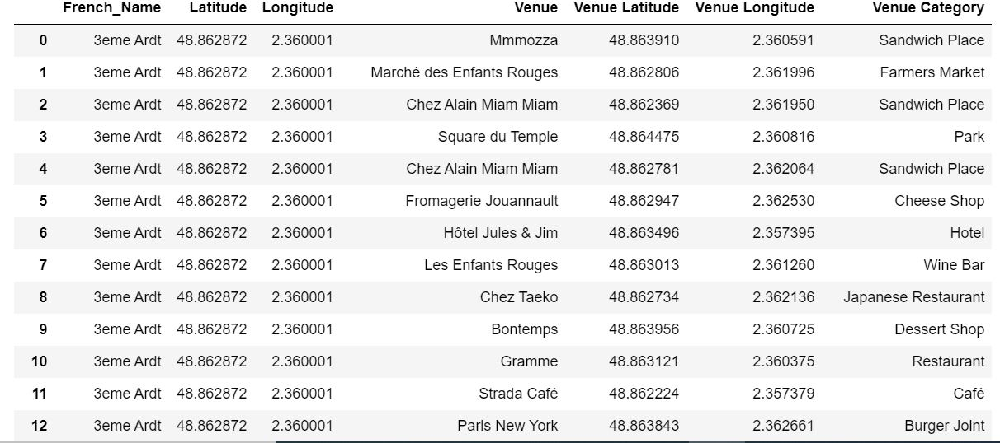 French_Name Latitude Longitude Venue Venue Latitude Venue Longitude Venue Category
0 3eme Ardt 48.862872 2.360001 Mmmozza 48.863910 2.360591 Sandwich Place
1 3eme Ardt 48.862872 2.360001 Marché des Enfants Rouges 48.862806 2.361996 Farmers Market
2 3eme Ardt 48.862872 2.360001 Chez Alain Miam Miam 48.862369 2.361950 Sandwich Place
3 3eme Ardt 48.862872 2.360001 Square du Temple 48.864475 2.360816 Park
4 3eme Ardt 48.862872 2.360001 Chez Alain Miam Miam 48.862781 2.362064 Sandwich Place
5 3eme Ardt 48.862872 2.360001 Fromagerie Jouannault 48.862947 2.362530 Cheese Shop
6 3eme Ardt 48.862872 2.360001 Hôtel Jules & Jim 48.863496 2.357395 Hotel
7 3eme Ardt 48.862872 2.360001 Les Enfants Rouges 48.863013 2.361260 Wine Bar
8 3eme Ardt 48.862872 2.360001 Chez Taeko 48.862734 2.362136 Japanese Restaurant
9 3eme Ardt 48.862872 2.360001 Bontemps 48.863956 2.360725 Dessert Shop
10 3eme Ardt 48.862872 2.360001 Gramme 48.863121 2.360375 Restaurant
11 3eme Ardt 48.862872 2.360001 Strada Café 48.862224 2.357379 Café
12 3eme Ardt 48.862872 2.360001 Paris New York 48.863843 2.362661 Burger Joint